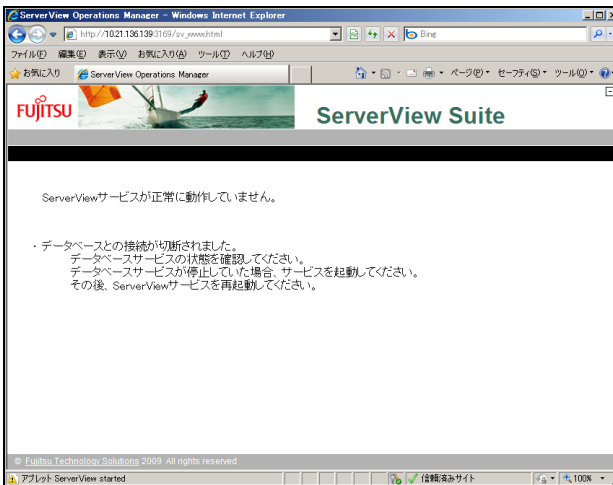 ServerView Operations Manager - Windows Internet Explorer
http://10.21.136.139:3169/sv_www.html
Bing
ファイル(F) 編集(E) 表示(V) お気に入り(A) ツール(T) ヘルプ(H)
お気に入り ServerView Operations Manager ページ(P) セーフティ(S) ツール(O)
FUJITSU
ServerView Suite
ServerViewサービスが正常に動作していません。
・データベースとの接続が切断されました。
データベースサービスの状態を確認してください。
データベースサービスが停止していた場合、サービスを起動してください。
その後、ServerViewサービスを再起動してください。
© Fujitsu Technology Solutions 2009 All rights reserved
アプレット ServerView started 信頼済みサイト 100%